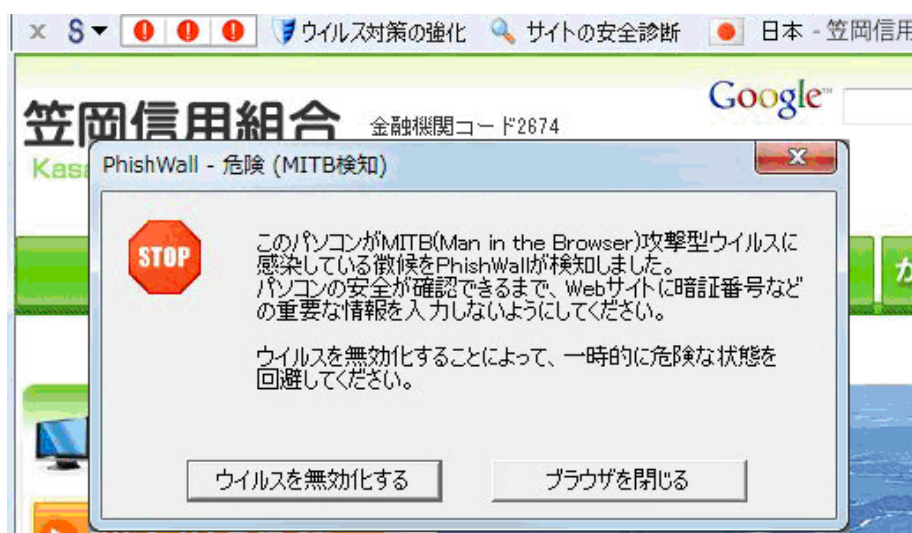 × S▼ ウイルス対策の強化 サイトの安全診断 日本 - 笠岡信用
笠岡信用組合 金融機関コード2674
Google™
Kasa
PhishWall - 危険 (MITB検知)
STOP
このパソコンがMITB(Man in the Browser)攻撃型ウイルスに
感染している徴候をPhishWallが検知しました。
パソコンの安全が確認できるまで、Webサイトに暗証番号など
の重要な情報を入力しないようにしてください。
ウイルスを無効化することによって、一時的に危険な状態を
回避してください。
か
ウイルスを無効化する ブラウザを閉じる